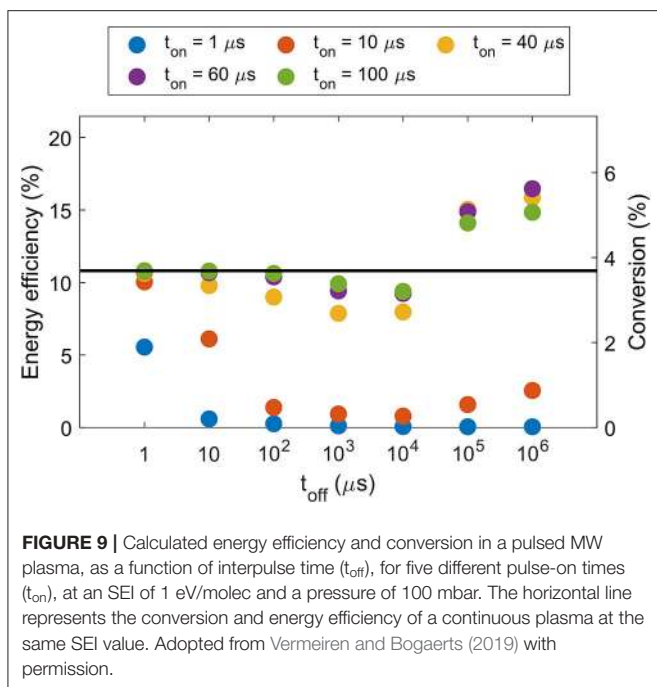 t_on = 1 μs t_on = 10 μs t_on = 40 μs
t_on = 60 μs t_on = 100 μs
20
15
10
5
0
Energy efficiency (%)
6
4
2
0
Conversion (%)
1 10 10^2 10^3 10^4 10^5 10^6
t_off (μs)
FIGURE 9 | Calculated energy efficiency and conversion in a pulsed MW
plasma, as a function of interpulse time (t_off), for five different pulse-on times
(t_on), at an SEI of 1 eV/molec and a pressure of 100 mbar. The horizontal line
represents the conversion and energy efficiency of a continuous plasma at the
same SEI value. Adopted from Vermeiren and Bogaerts (2019) with
permission.